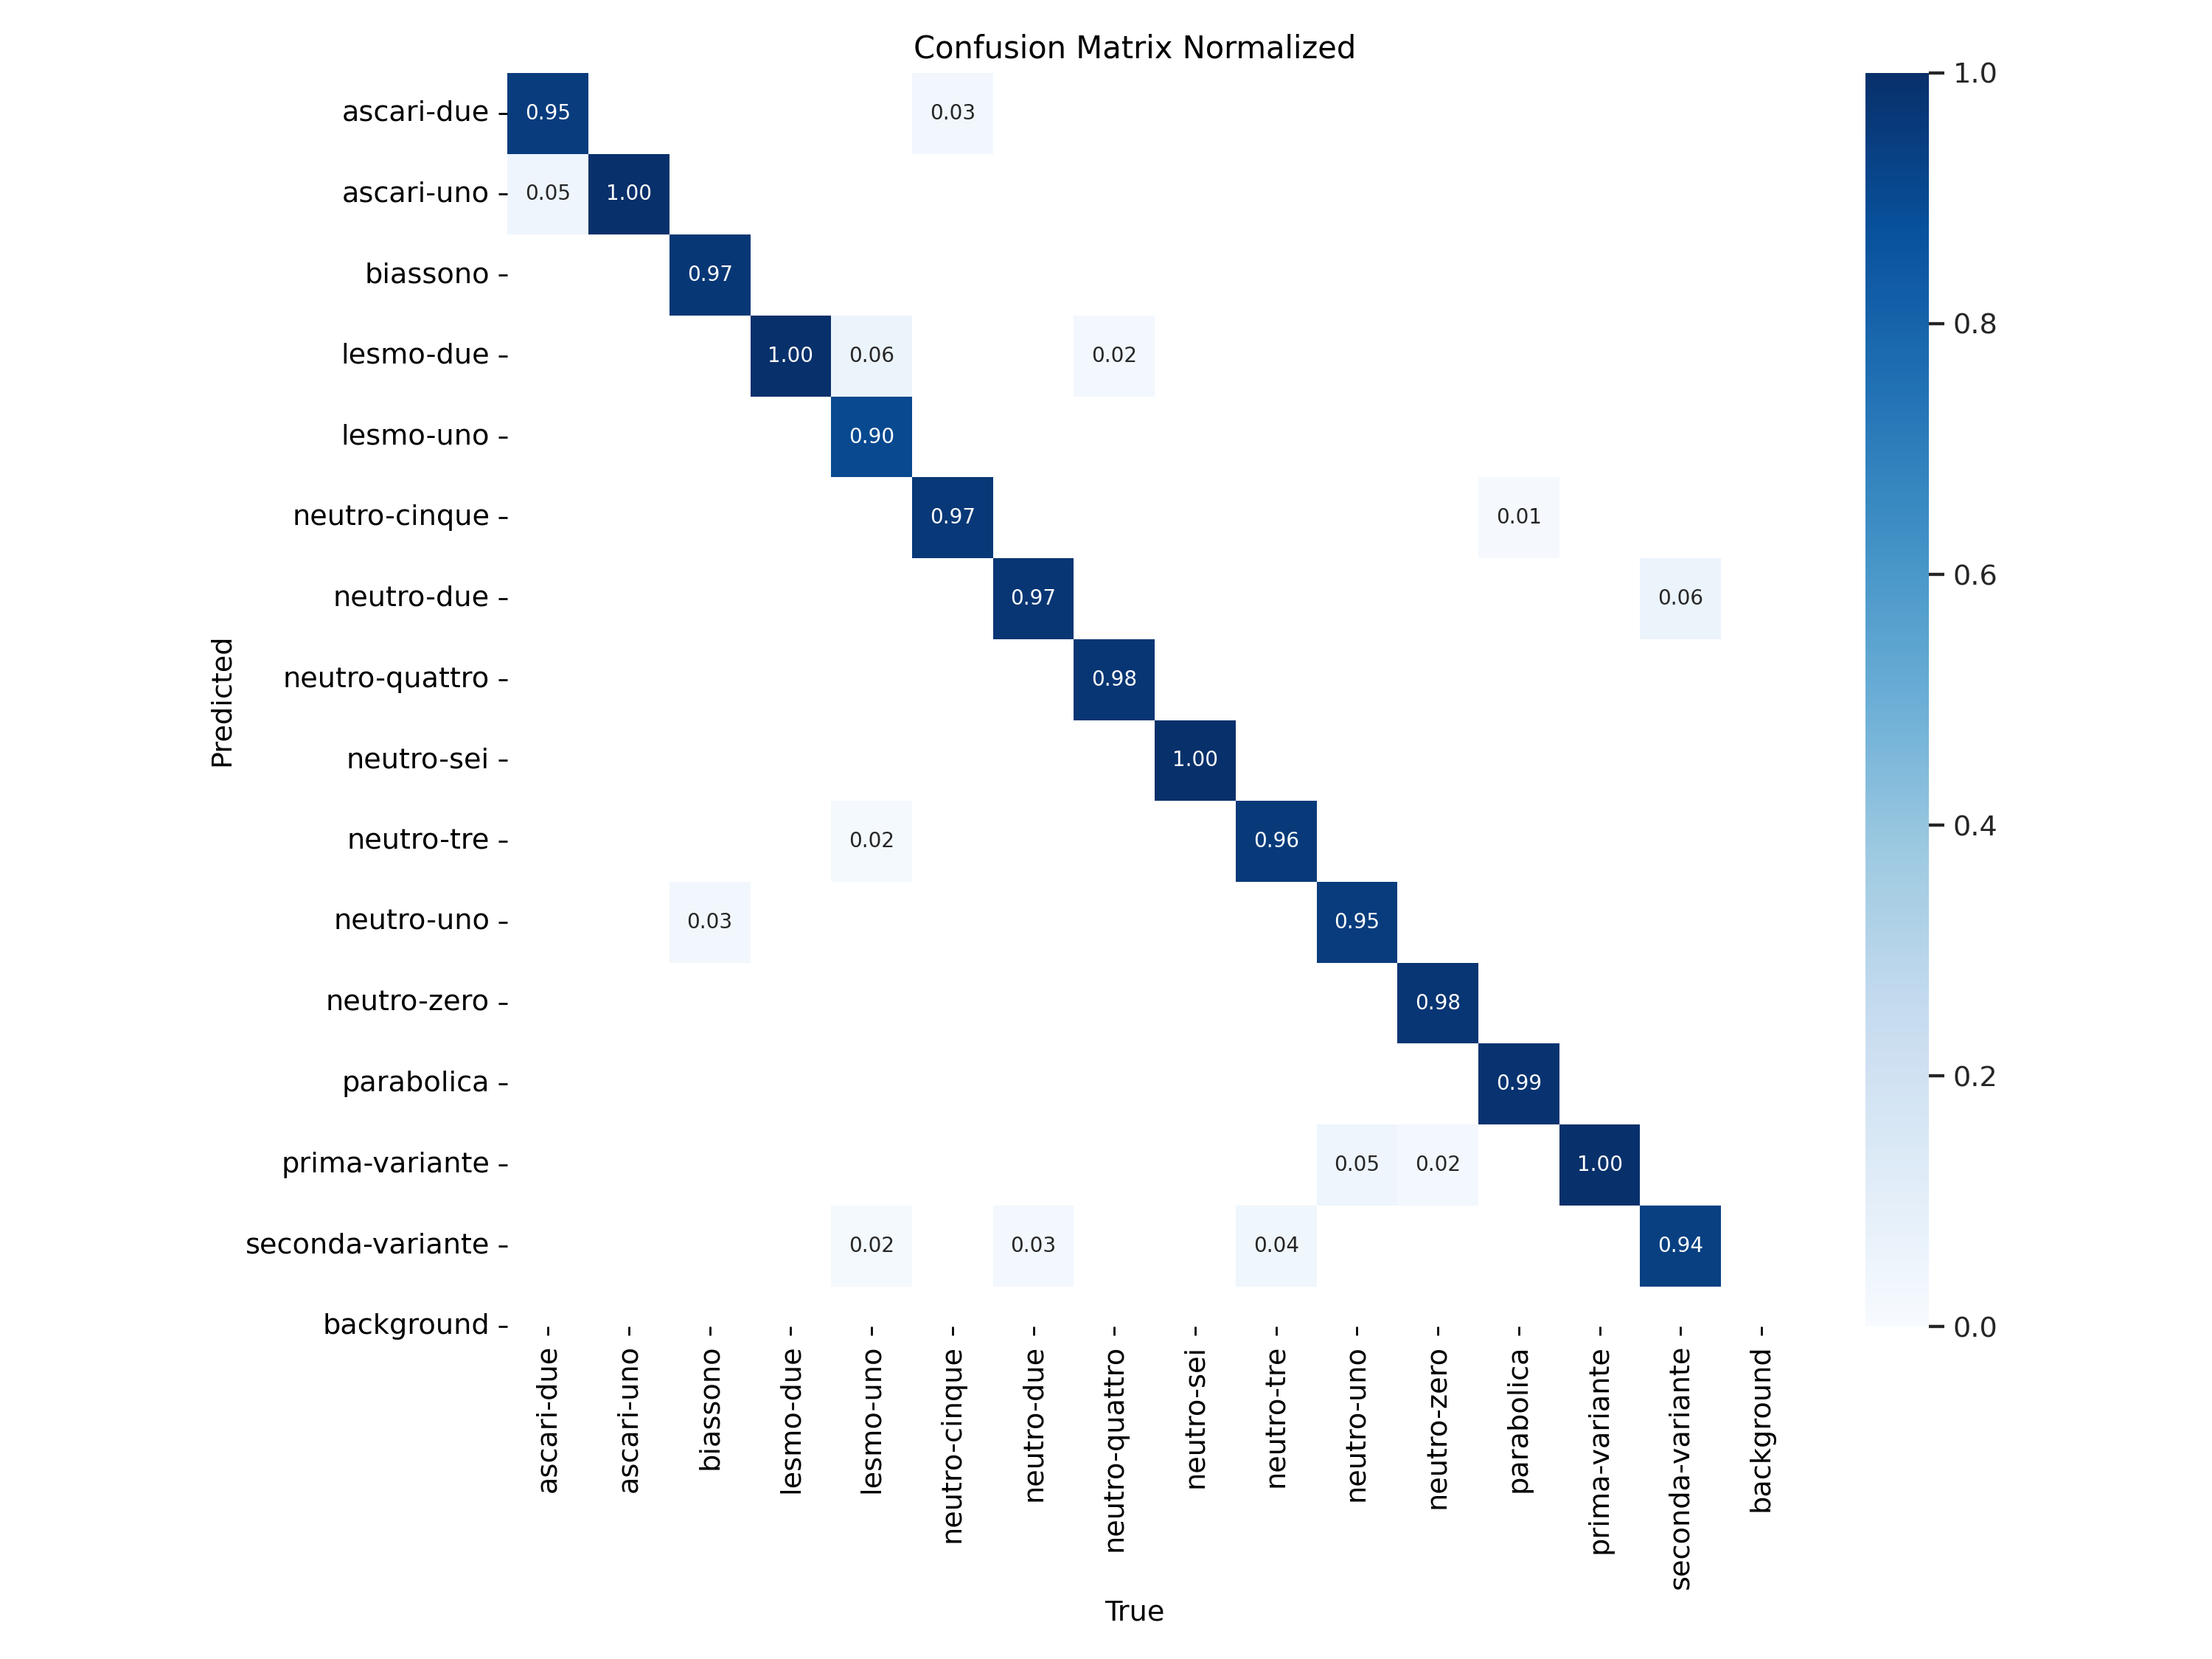 Confusion Matrix Normalized
ascari-due 0.95 0.03
ascari-uno 0.05 1.00
biassono 0.97
lesmo-due 1.00 0.06 0.02
lesmo-uno 0.90
neutro-cinque 0.97 0.01
neutro-due 0.97 0.06
neutro-quattro 0.98
neutro-sei 1.00
neutro-tre 0.02 0.96
neutro-uno 0.03 0.95
neutro-zero 0.98
parabolica 0.99
prima-variante 0.05 0.02 1.00
seconda-variante 0.02 0.03 0.04 0.94
background
Predicted
ascari-due
ascari-uno
biassono
lesmo-due
lesmo-uno
neutro-cinque
neutro-due
neutro-quattro
neutro-sei
neutro-tre
neutro-uno
neutro-zero
parabolica
prima-variante
seconda-variante
background
True
1.0
0.8
0.6
0.4
0.2
0.0